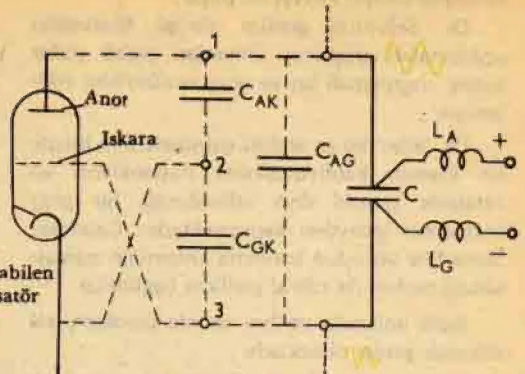 1
Anot
C_AK
L_A
+
Iskara
2
C_AG
C
C_GK
L_G
−
abilen
satör
3